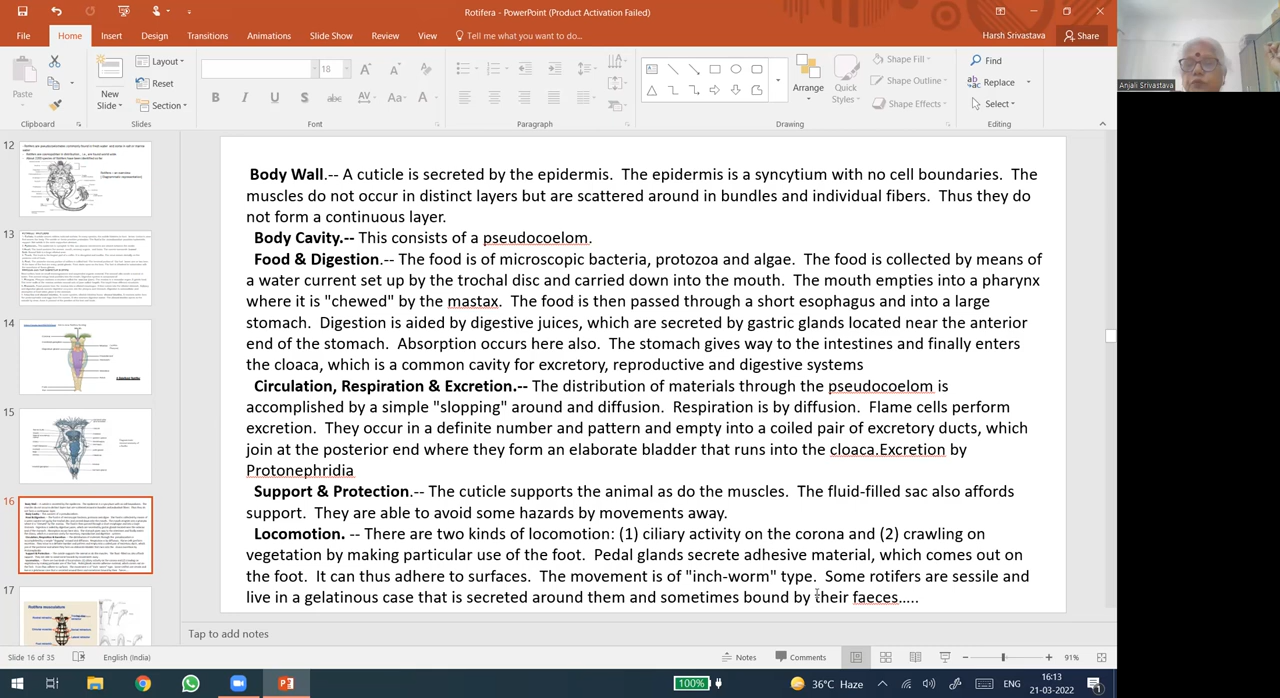 Rotifera - PowerPoint (Product Activation Failed)
File Home Insert Design Transitions Animations Slide Show Review View Tell me what you want to do... Harsh Srivastava Share
Anjali Srivastava
Paste
Clipboard
New Slide
Layout
Reset
Section
Slides
18
Font
Paragraph
Arrange
Quick Styles
Shape Fill
Shape Outline
Shape Effects
Drawing
Find
Replace
Select
Editing
12
13
14
15
16
17
Rotifera musculature
Body Wall.-- A cuticle is secreted by the epidermis. The epidermis is a syncytium with no cell boundaries. The
muscles do not occur in distinct layers but are scattered around in bundles and individual fibers. Thus they do
not form a continuous layer.
Body Cavity.-- This consists of a pseudocoelom.
Food & Digestion.-- The food is of microscopic bacteria, protozoa and algae. The food is collected by means of
a water current set up by the corona and then carried down into the mouth. The mouth empties into a pharynx
where it is "chewed" by the mastax. The food is then passed through a short esophagus and into a large
stomach. Digestion is aided by digestive juices, which are secreted by gastric glands located near the anterior
end of the stomach. Absorption occurs here also. The stomach gives way to the intestines and finally enters
the cloaca, which is a common cavity for excretory, reproductive and digestive systems
Circulation, Respiration & Excretion.-- The distribution of materials through the pseudocoelom is
accomplished by a simple "slopping" around and diffusion. Respiration is by diffusion. Flame cells perform
excretion. They occur in a definite number and pattern and empty into a coiled pair of excretory ducts, which
join at the posterior end where they form an elaborate bladder that runs into the cloaca.Excretion by
Protonephridia
Support & Protection.-- The cuticle supports the animal as do the muscles. The fluid-filled sac also affords
support. They are able to avoid some hazards by movements away from them.
Locomotion.-- There are two types of locomotion (1) ciliary action of the corona and (2) crawling on
vegetation by making particular use of the foot. Pedal glands secrete an adhesive material, which comes out on
the foot. It can thus adhere to surfaces. The movement is of "inch-worm" type. Some rotifers are sessile and
live in a gelatinous case that is secreted around them and sometimes bound by their faeces....
Tap to add notes
Slide 16 of 35 English (India) Notes Comments 91%
100% 36°C Haze ENG 16:13
21-03-2022 1